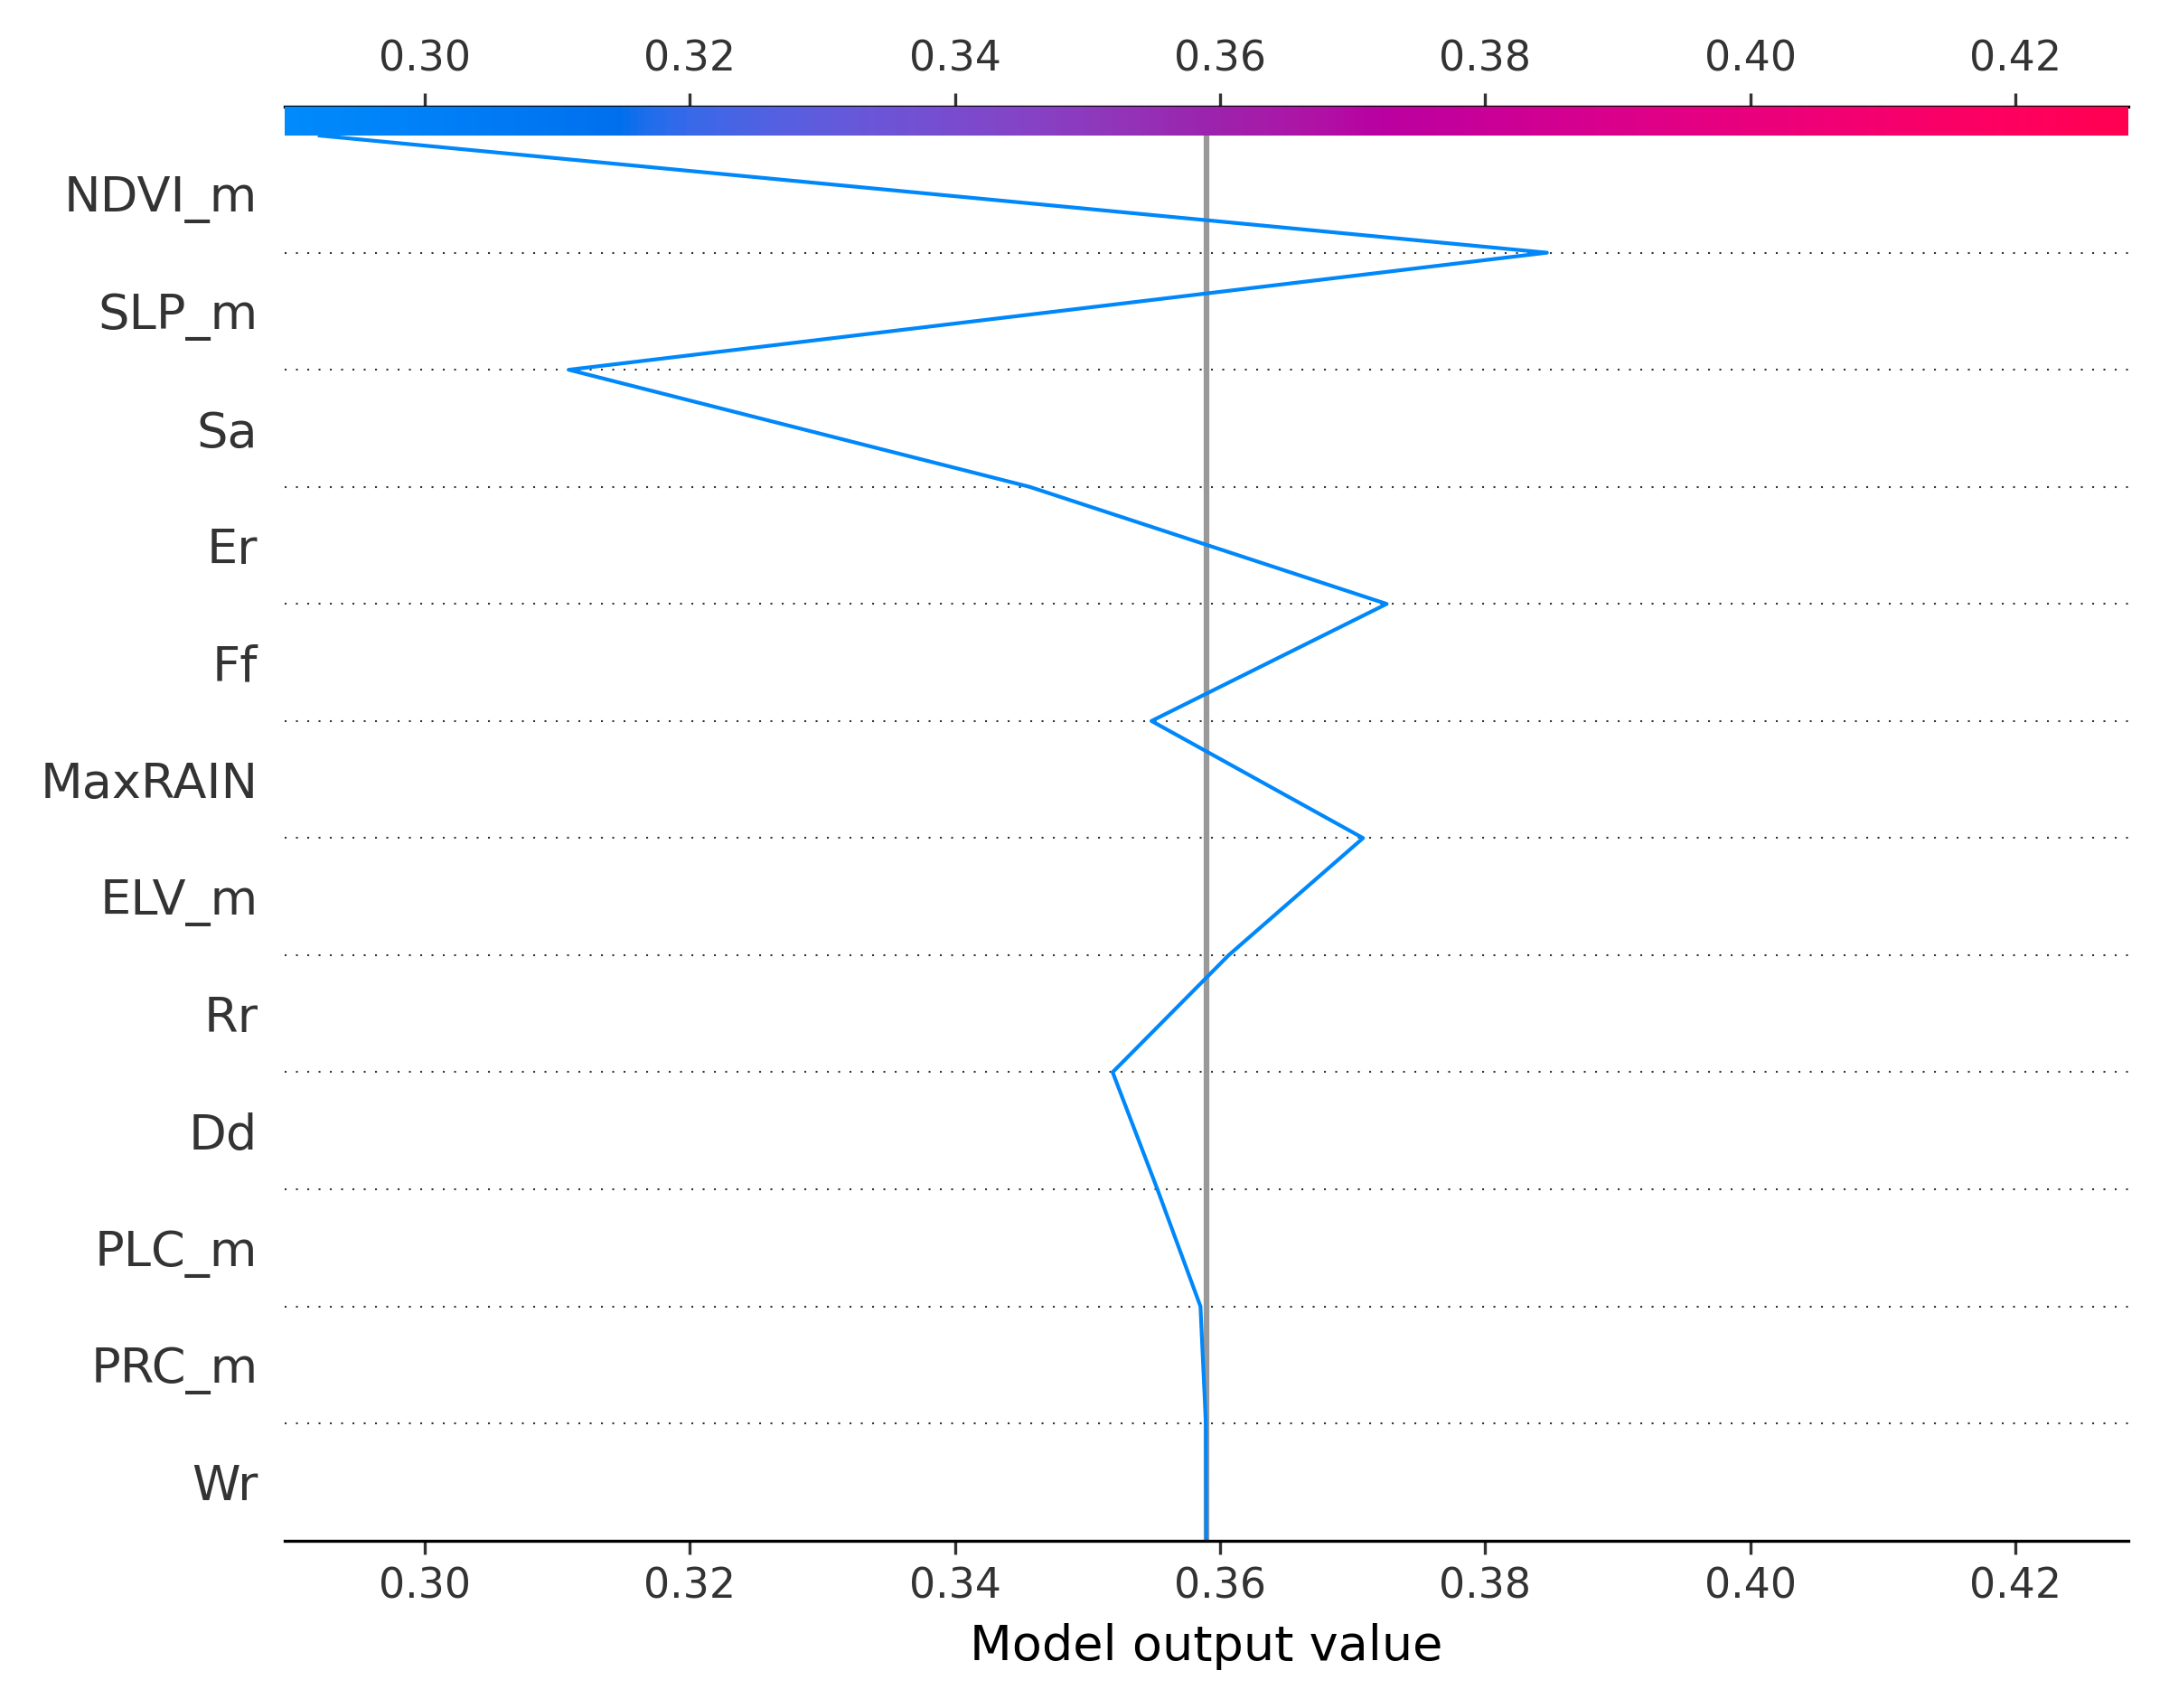 0.30 0.32 0.34 0.36 0.38 0.40 0.42
NDVI_m
SLP_m
Sa
Er
Ff
MaxRAIN
ELV_m
Rr
Dd
PLC_m
PRC_m
Wr
0.30 0.32 0.34 0.36 0.38 0.40 0.42
Model output value